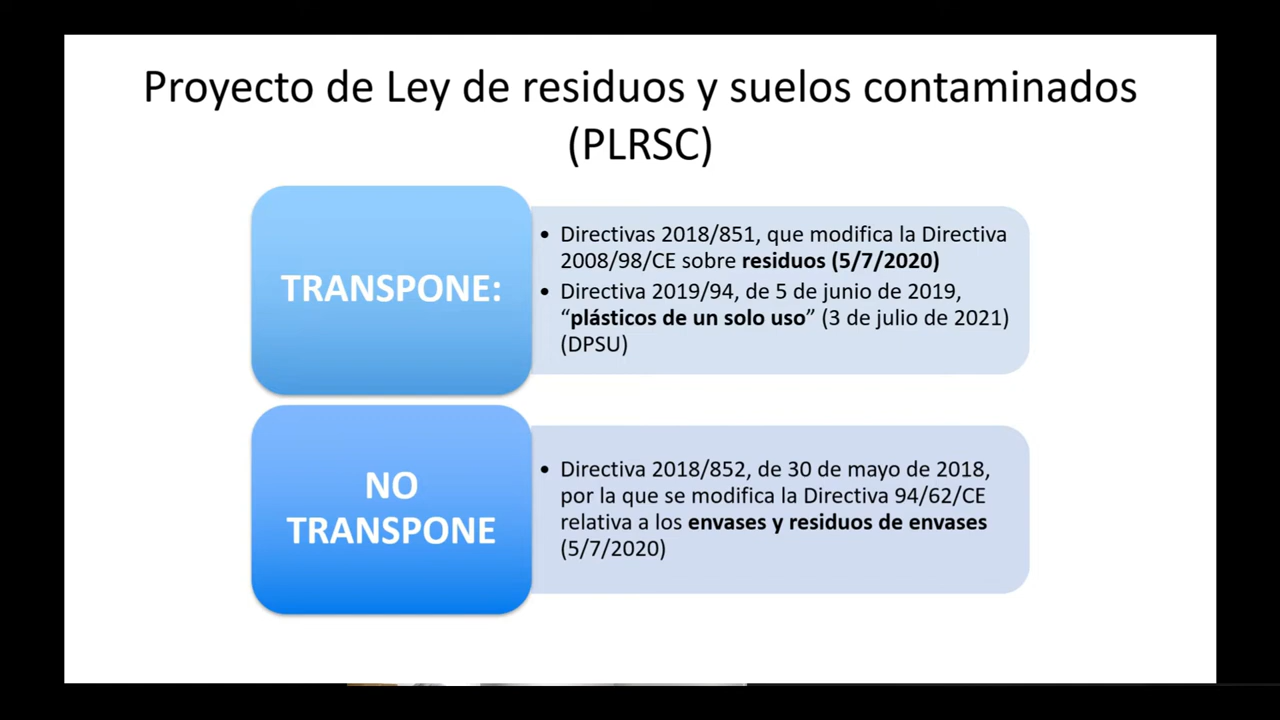 Proyecto de Ley de residuos y suelos contaminados
(PLRSC)
TRANSPONE:
• Directivas 2018/851, que modifica la Directiva
2008/98/CE sobre residuos (5/7/2020)
• Directiva 2019/94, de 5 de junio de 2019,
“plásticos de un solo uso” (3 de julio de 2021)
(DPSU)
NO
TRANSPONE
• Directiva 2018/852, de 30 de mayo de 2018,
por la que se modifica la Directiva 94/62/CE
relativa a los envases y residuos de envases
(5/7/2020)